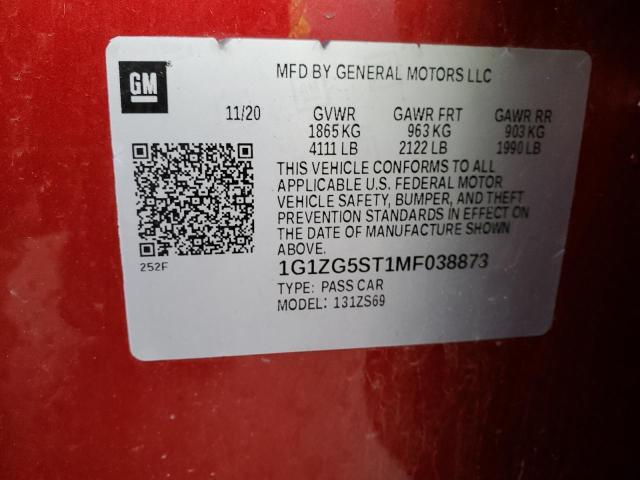 GM
MFD BY GENERAL MOTORS LLC
11/20 GVWR GAWR FRT GAWR RR
1865 KG 963 KG 903 KG
4111 LB 2122 LB 1990 LB
THIS VEHICLE CONFORMS TO ALL
APPLICABLE U.S. FEDERAL MOTOR
VEHICLE SAFETY, BUMPER, AND THEFT
PREVENTION STANDARDS IN EFFECT ON
THE DATE OF MANUFACTURE SHOWN
ABOVE.
252F
1G1ZG5ST1MF038873
TYPE: PASS CAR
MODEL: 131ZS69